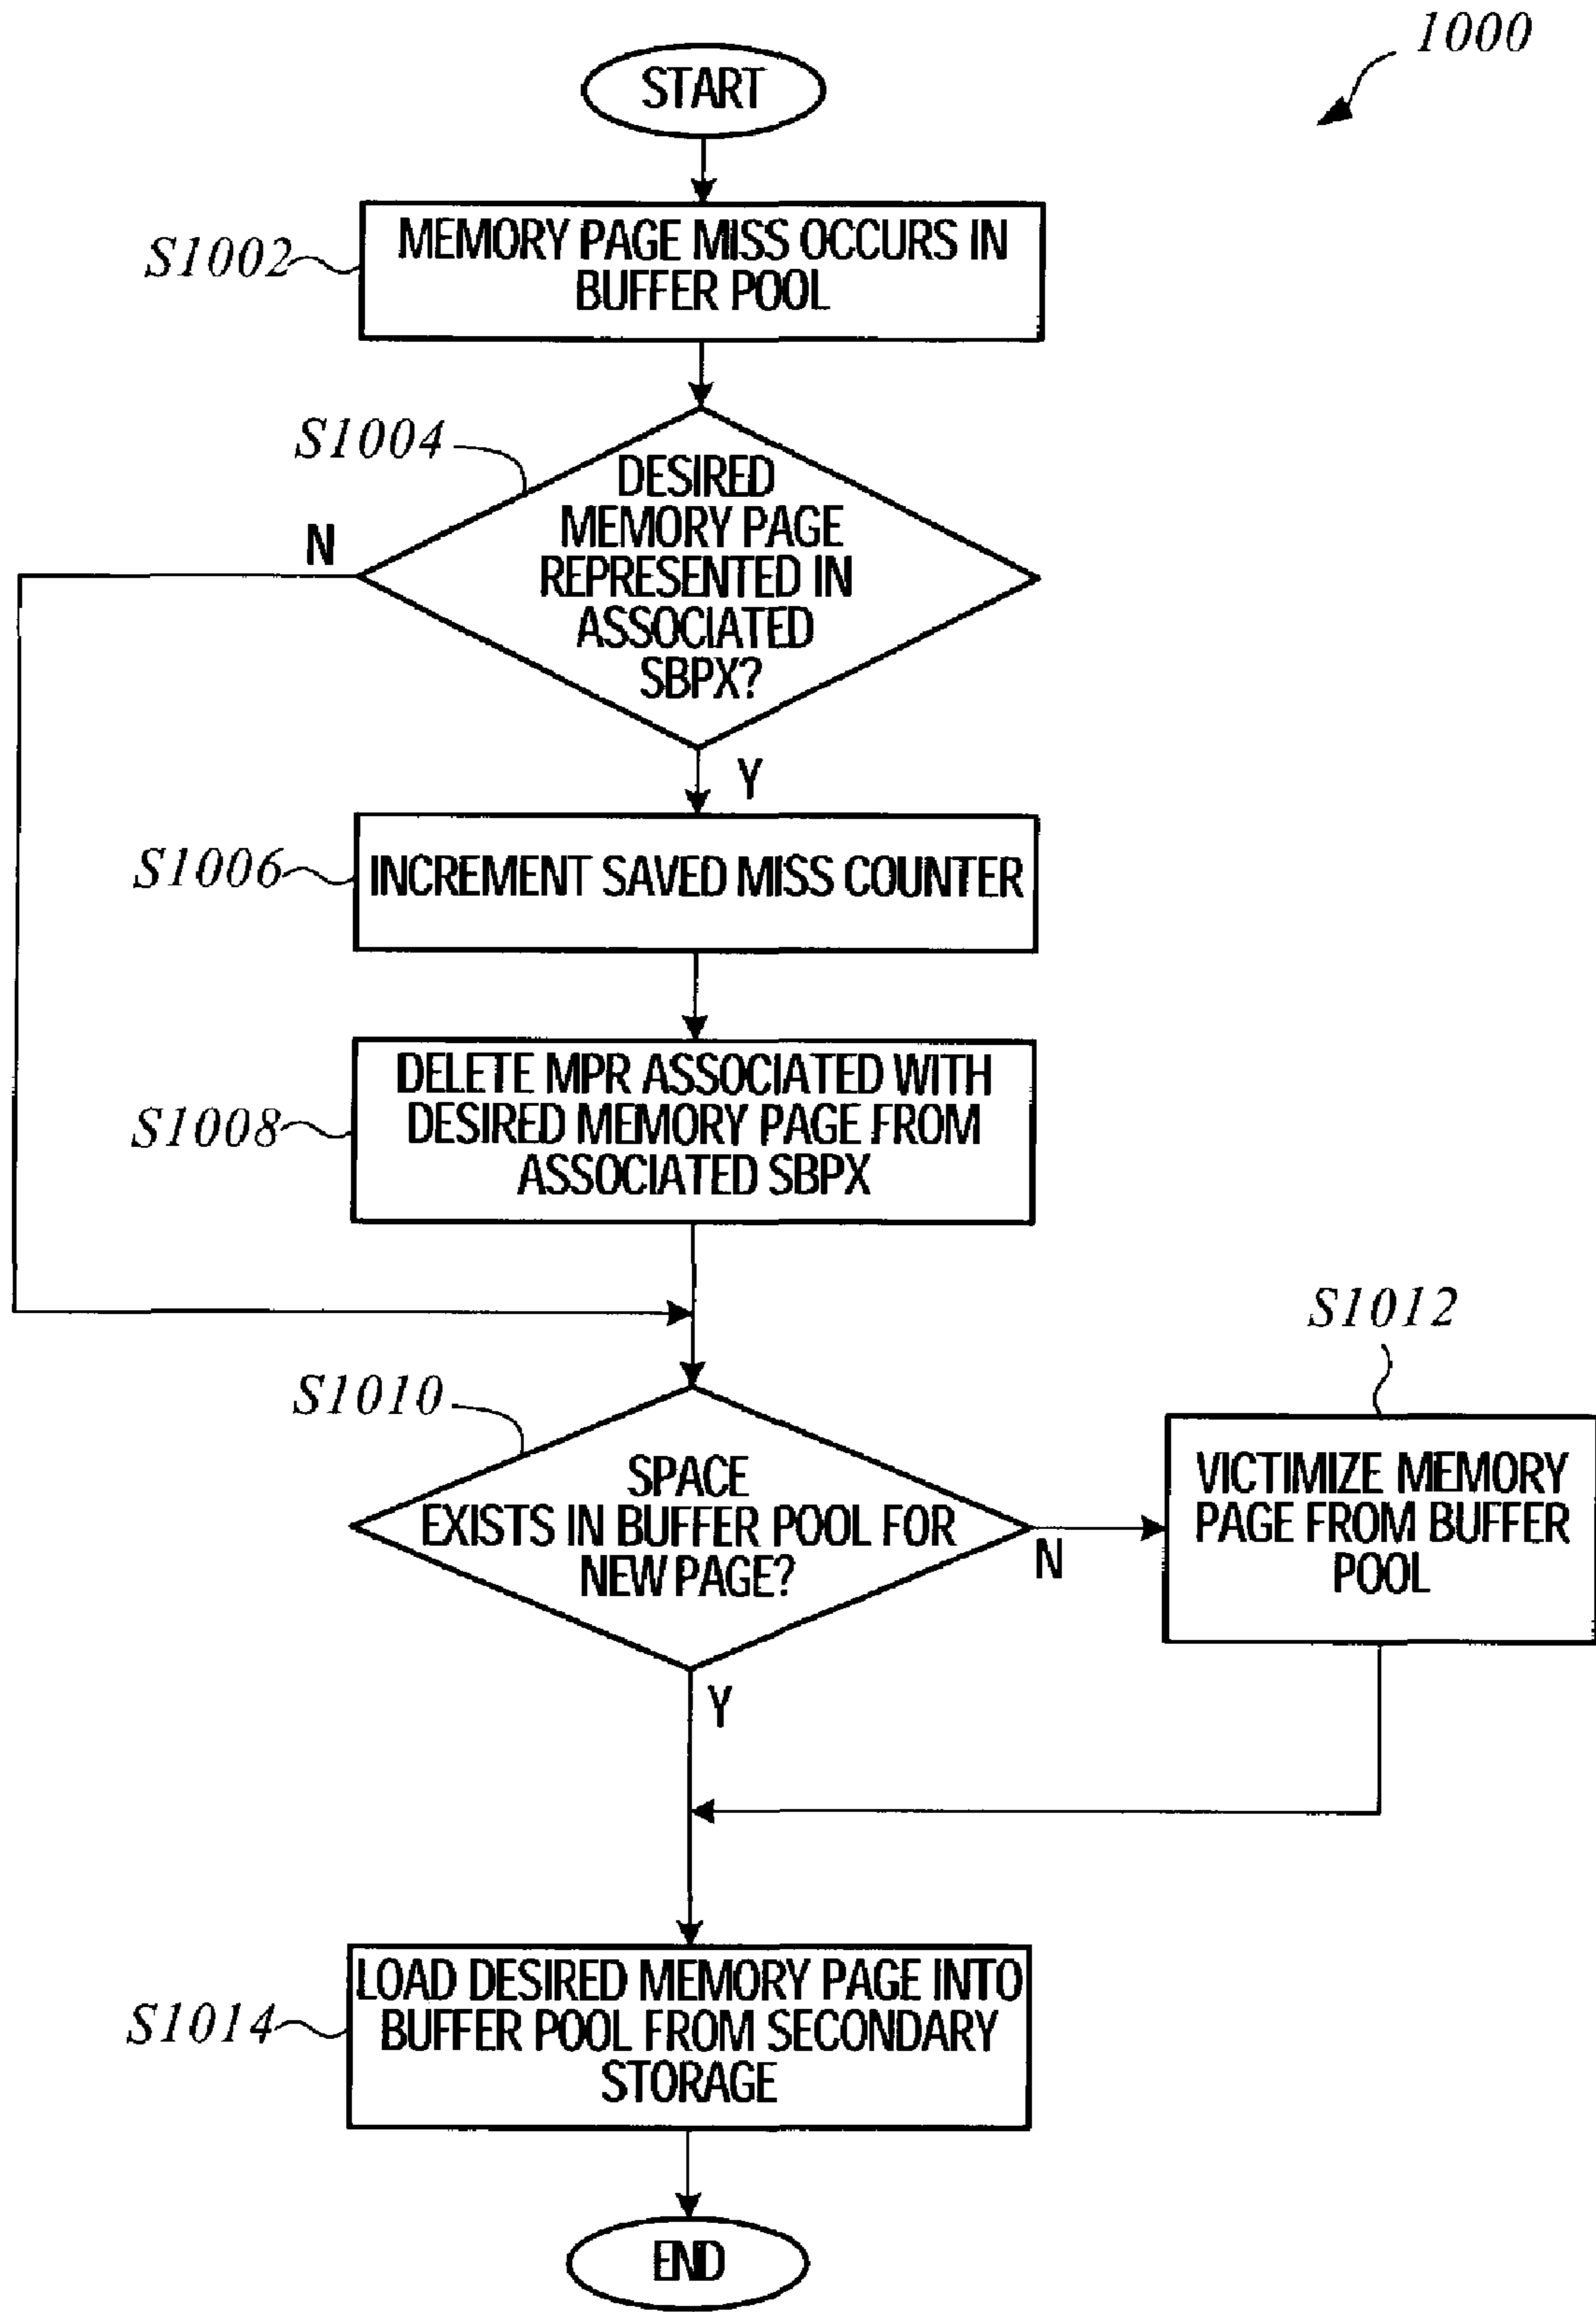 1000
START
S1002
MEMORY PAGE MISS OCCURS IN
BUFFER POOL
S1004
DESIRED
MEMORY PAGE
REPRESENTED IN
ASSOCIATED
SBPX?
N
Y
S1006
INCREMENT SAVED MISS COUNTER
S1008
DELETE MPR ASSOCIATED WITH
DESIRED MEMORY PAGE FROM
ASSOCIATED SBPX
S1010
SPACE
EXISTS IN BUFFER POOL FOR
NEW PAGE?
N
S1012
VICTIMIZE MEMORY
PAGE FROM BUFFER
POOL
Y
S1014
LOAD DESIRED MEMORY PAGE INTO
BUFFER POOL FROM SECONDARY
STORAGE
END